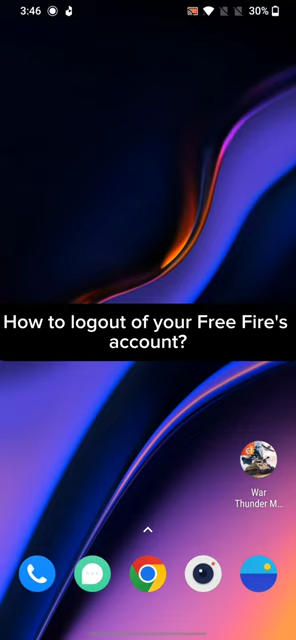 3:46
30%
How to logout of your Free Fire's
account?
War
Thunder M...